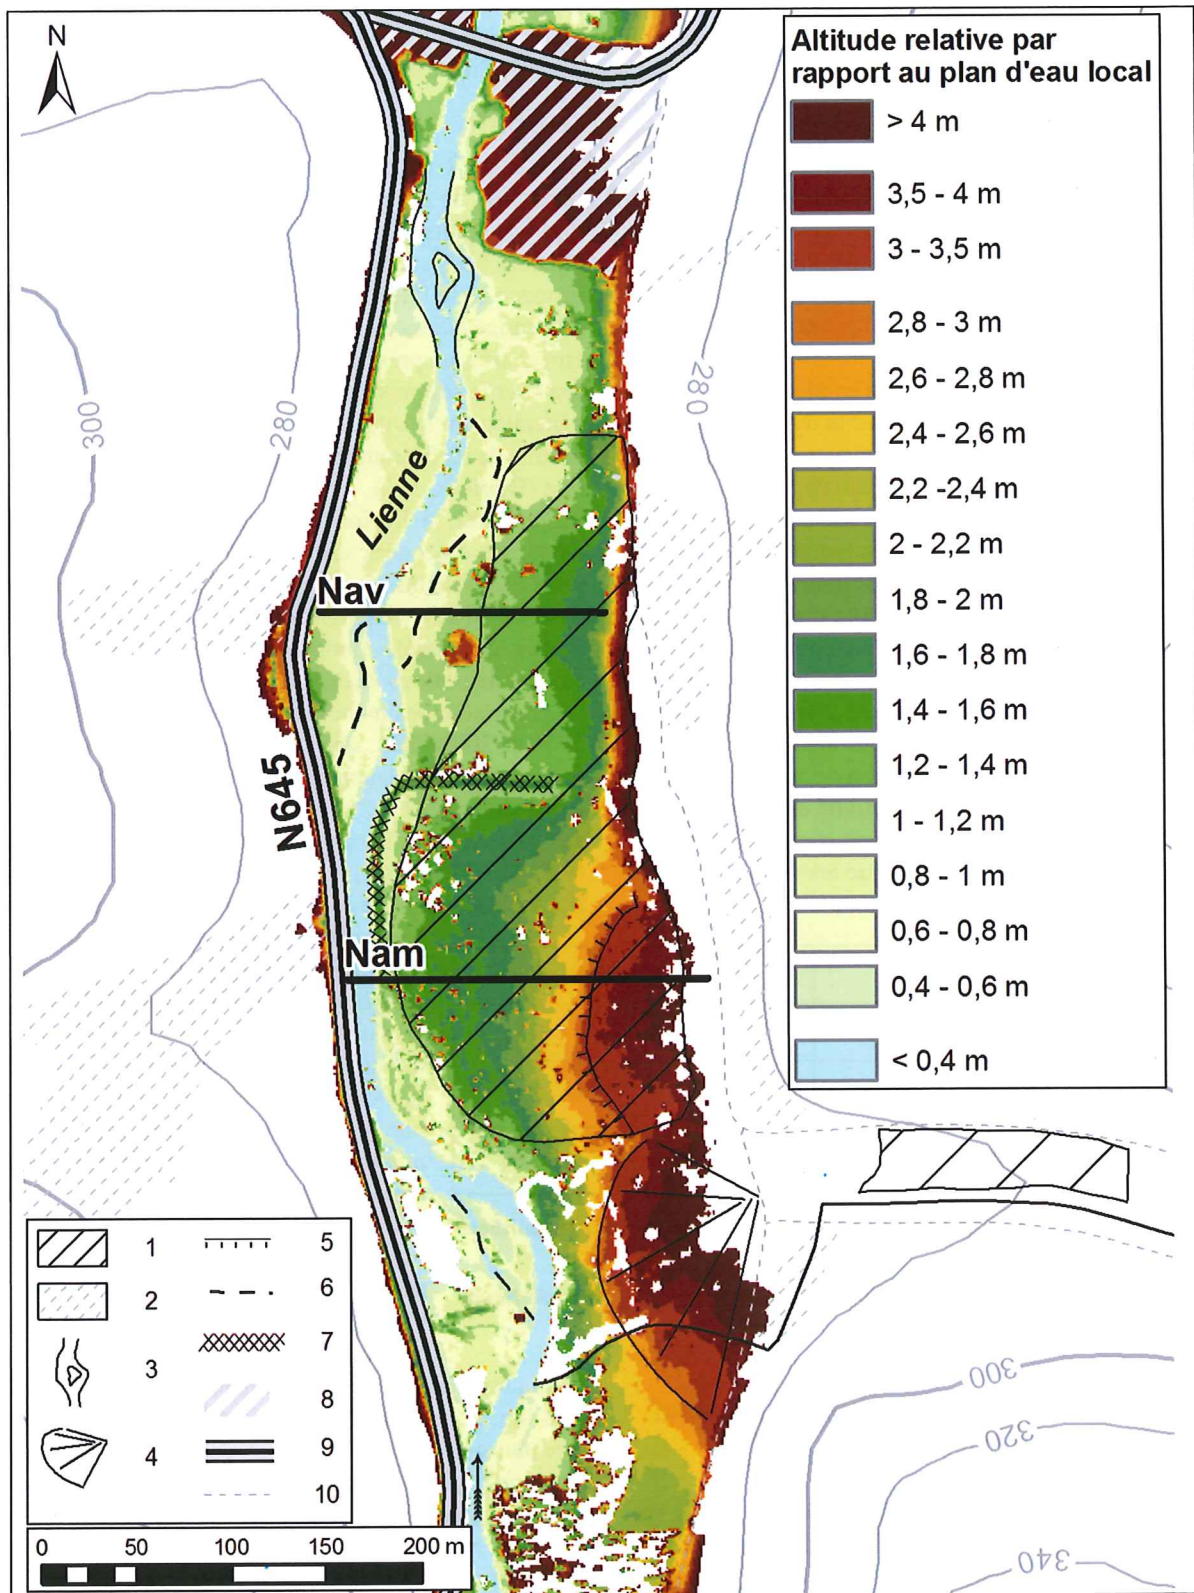 N
Altitude relative par
rapport au plan d'eau local
> 4 m
3,5 - 4 m
3 - 3,5 m
2,8 - 3 m
2,6 - 2,8 m
2,4 - 2,6 m
2,2 -2,4 m
2 - 2,2 m
1,8 - 2 m
1,6 - 1,8 m
1,4 - 1,6 m
1,2 - 1,4 m
1 - 1,2 m
0,8 - 1 m
0,6 - 0,8 m
0,4 - 0,6 m
< 0,4 m
300
280
280
Lienne
Nav
N645
Nam
300
320
340
1
2
3
4
5
6
7
8
9
10
0 50 100 150 200 m